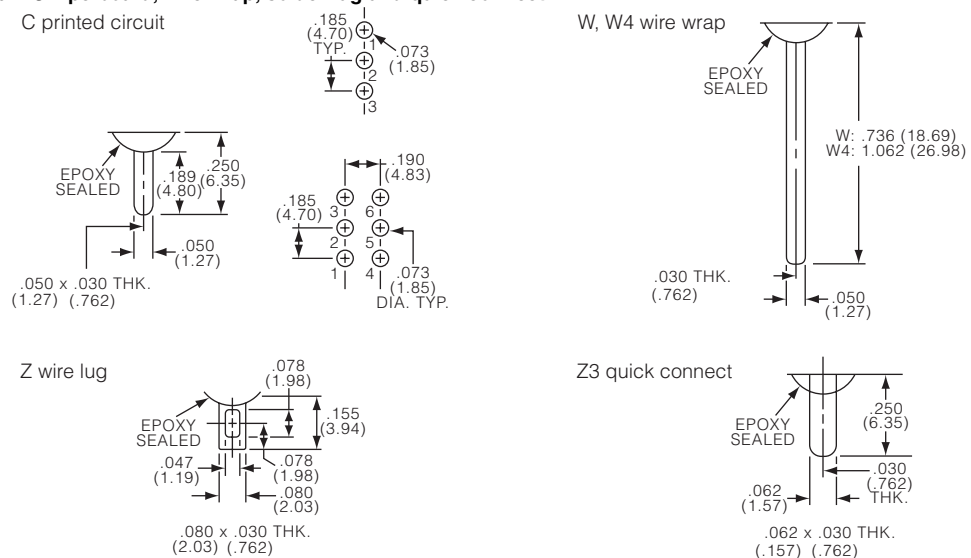 C printed circuit
.185
(4.70)
TYP.
.073
(1.85)
1
2
3
EPOXY
SEALED
.189
(4.80)
.250
(6.35)
.050
(1.27)
.050 x .030 THK.
(1.27) (.762)
.190
(4.83)
.185
(4.70)
3
6
2
5
1
4
.073
(1.85)
DIA. TYP.
W, W4 wire wrap
EPOXY
SEALED
W: .736 (18.69)
W4: 1.062 (26.98)
.030 THK.
(.762)
.050
(1.27)
Z wire lug
.078
(1.98)
EPOXY
SEALED
.155
(3.94)
.047
(1.19)
.078
(1.98)
.080
(2.03)
.080 x .030 THK.
(2.03) (.762)
Z3 quick connect
EPOXY
SEALED
.250
(6.35)
.030
(.762)
THK.
.062
(1.57)
.062 x .030 THK.
(.157) (.762)